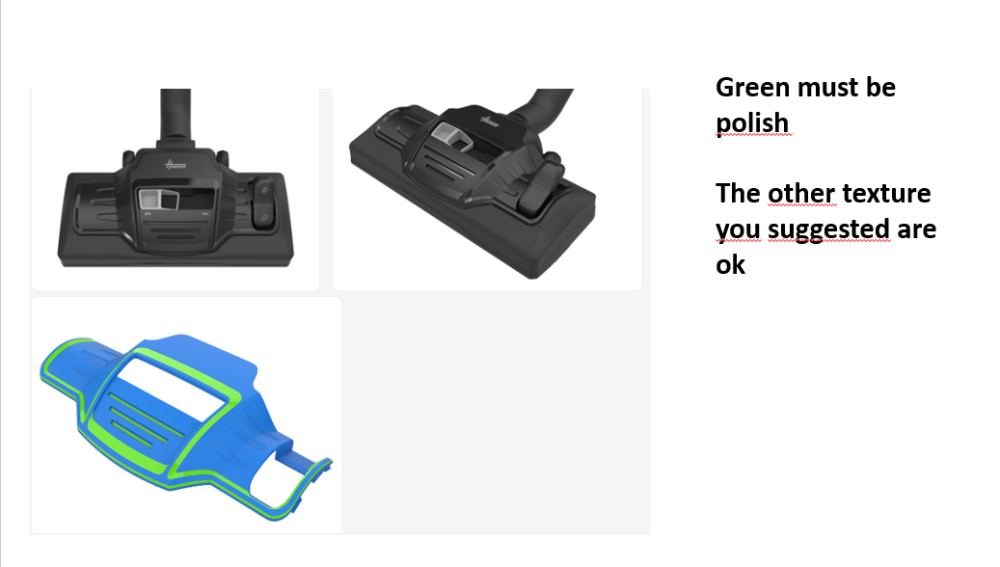 Green must be
polish
The other texture
you suggested are
ok